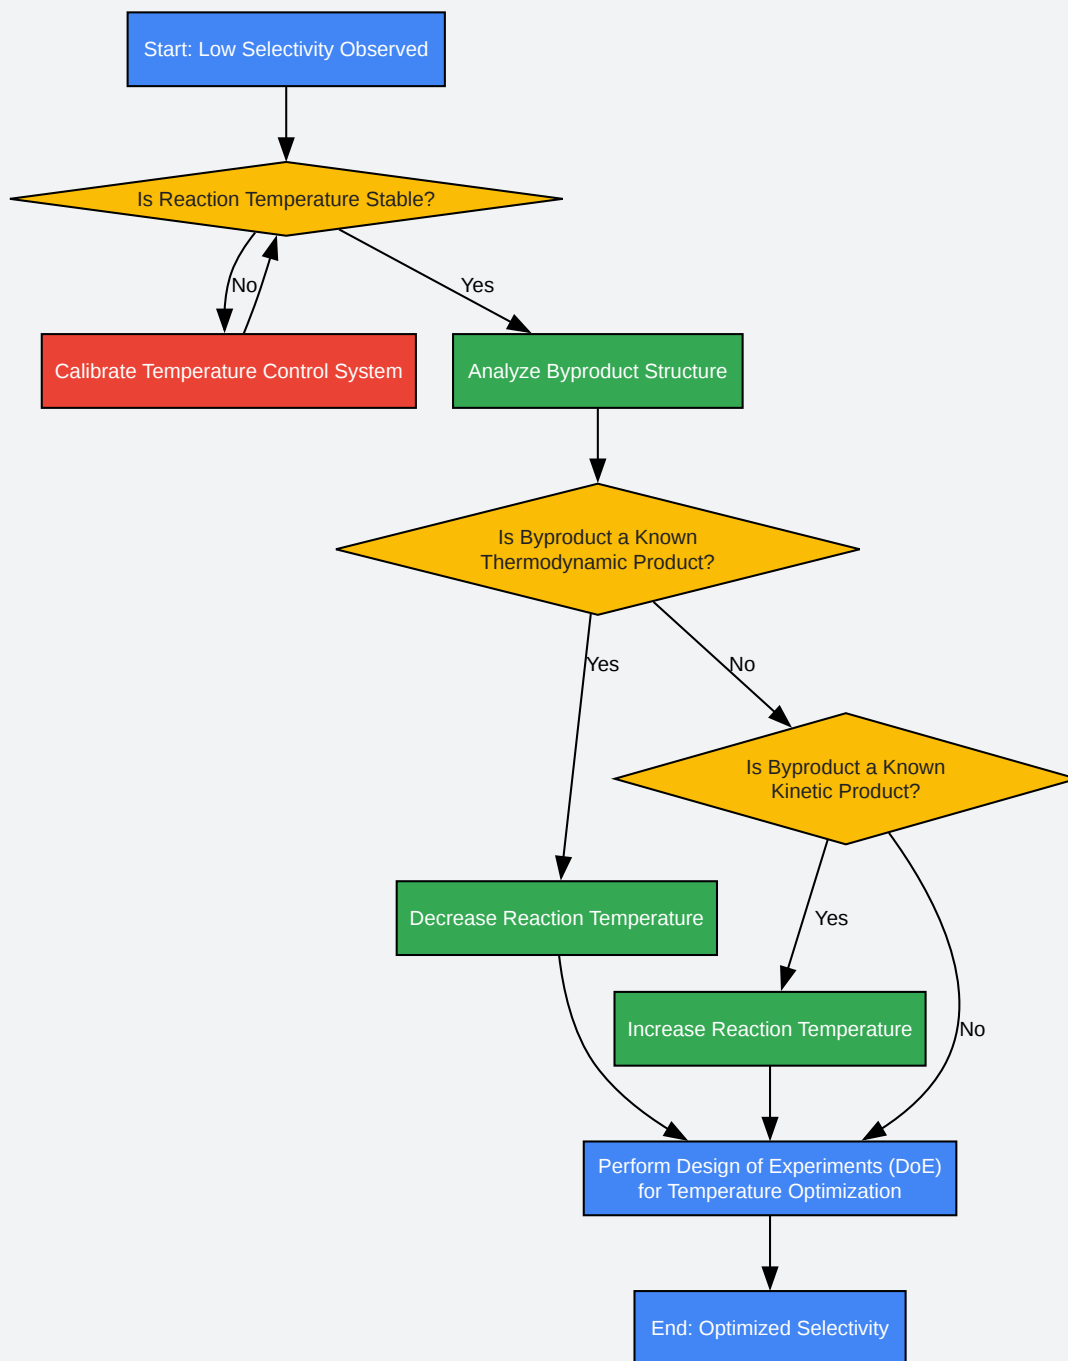 Start: Low Selectivity Observed
Is Reaction Temperature Stable?
No
Yes
Calibrate Temperature Control System
Analyze Byproduct Structure
Is Byproduct a Known
Thermodynamic Product?
Yes
No
Is Byproduct a Known
Kinetic Product?
Decrease Reaction Temperature
Yes
Increase Reaction Temperature
No
Perform Design of Experiments (DoE)
for Temperature Optimization
End: Optimized Selectivity